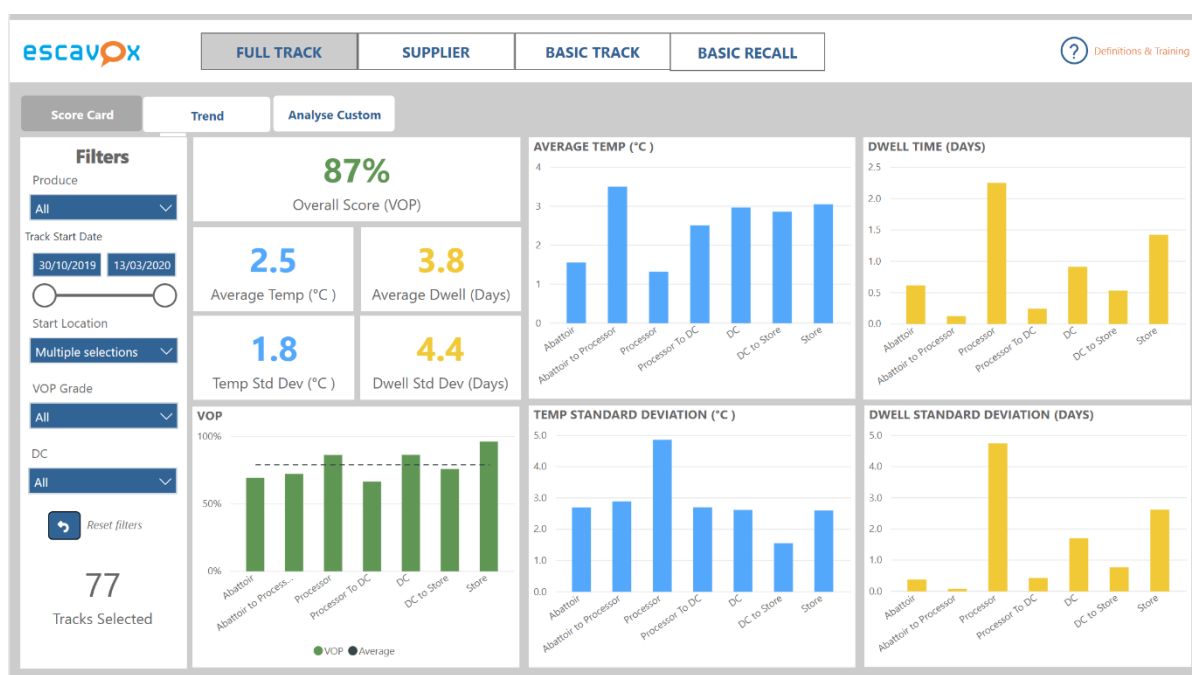 escavox
FULL TRACK
SUPPLIER
BASIC TRACK
BASIC RECALL
?
Definitions & Training
Score Card
Trend
Analyse Custom
Filters
Produce
All
Track Start Date
30/10/2019
13/03/2020
Start Location
Multiple selections
VOP Grade
All
DC
All
Reset filters
77
Tracks Selected
87%
Overall Score (VOP)
2.5
Average Temp (°C )
3.8
Average Dwell (Days)
1.8
Temp Std Dev (°C )
4.4
Dwell Std Dev (Days)
VOP
100%
50%
0%
Abattoir
Abattoir to Process...
Processor
Processor To DC
DC
DC to Store
Store
VOP
Average
AVERAGE TEMP (°C )
4
3
2
1
0
Abattoir
Abattoir to Processor
Processor
Processor To DC
DC
DC to Store
Store
DWELL TIME (DAYS)
2.5
2.0
1.5
1.0
0.5
0.0
Abattoir
Abattoir to Processor
Processor
Processor To DC
DC
DC to Store
Store
TEMP STANDARD DEVIATION (°C )
5.0
4.0
3.0
2.0
1.0
0.0
Abattoir
Abattoir to Processor
Processor
Processor To DC
DC
DC to Store
Store
DWELL STANDARD DEVIATION (DAYS)
5.0
4.0
3.0
2.0
1.0
0.0
Abattoir
Abattoir to Processor
Processor
Processor To DC
DC
DC to Store
Store